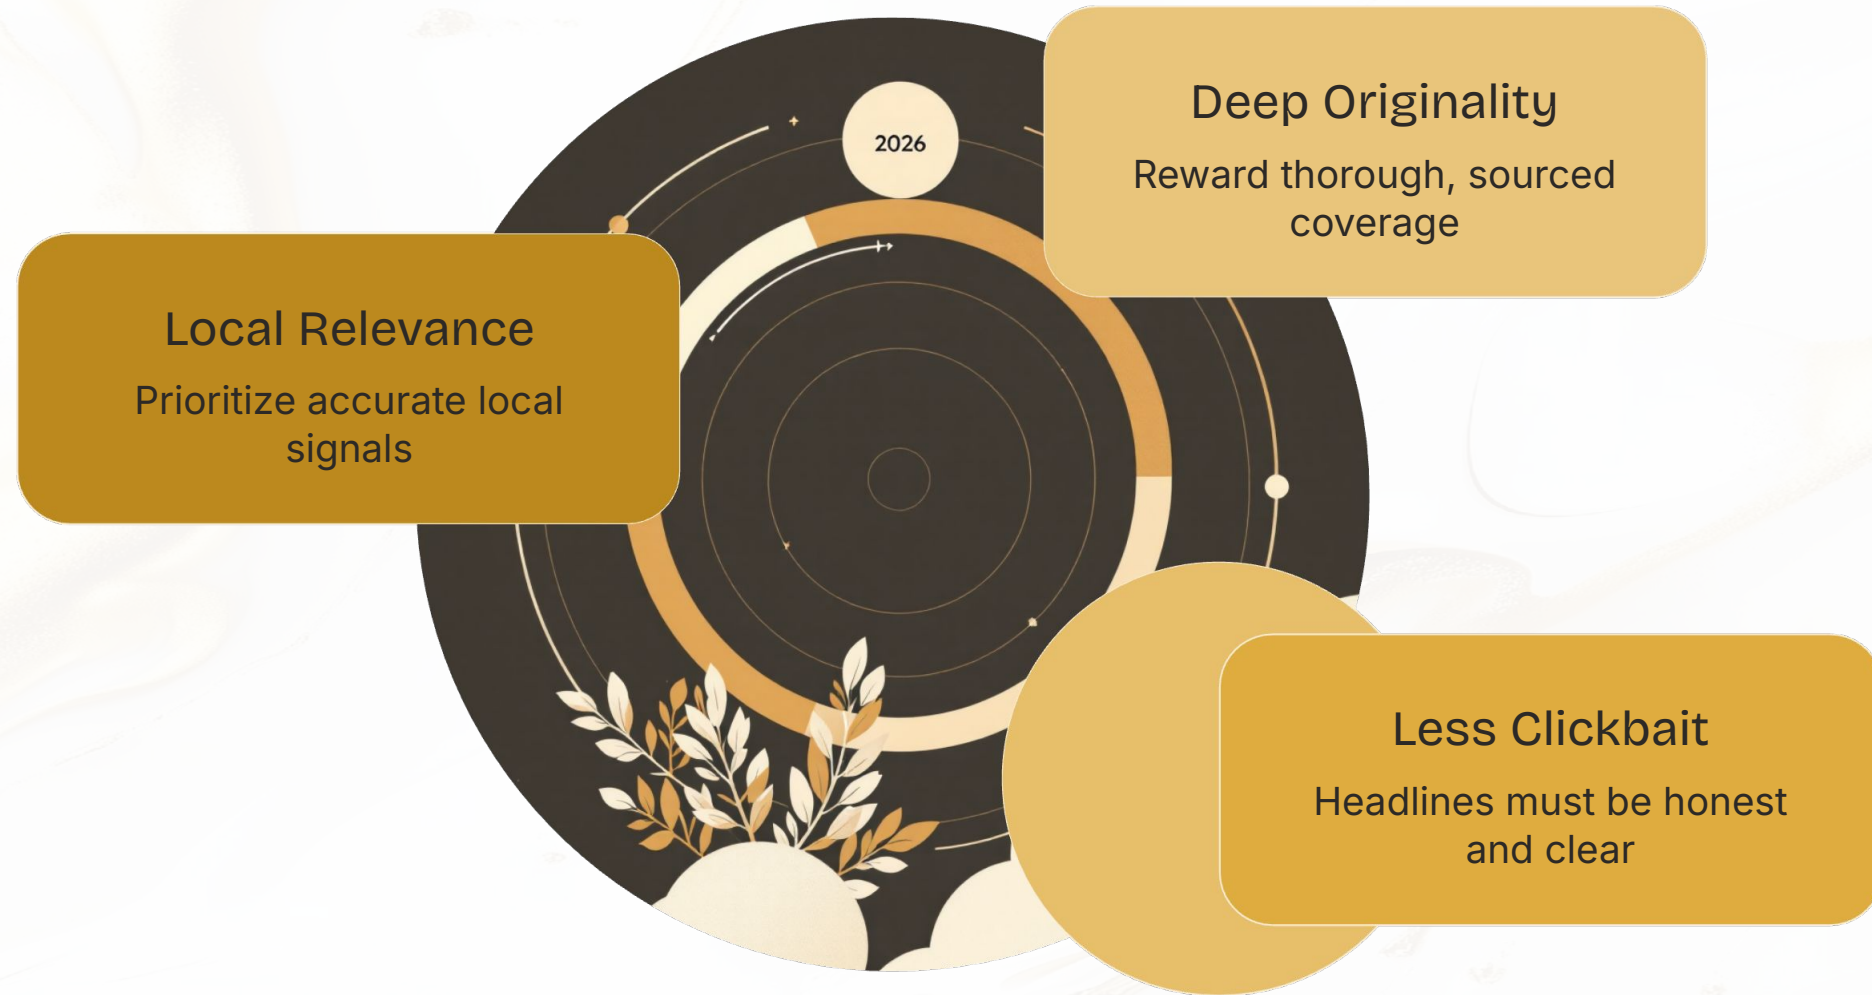 2026
Deep Originality
Reward thorough, sourced
coverage
Local Relevance
Prioritize accurate local
signals
Less Clickbait
Headlines must be honest
and clear